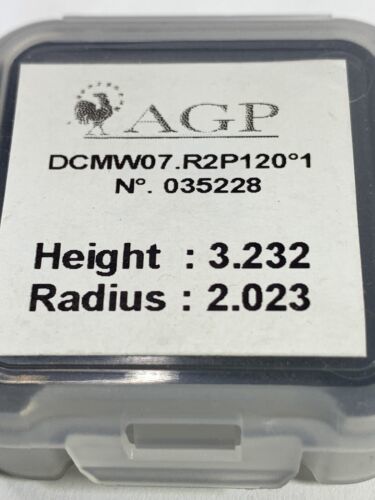 AGP
DCMW07.R2P120°1
N°. 035228
Height : 3.232
Radius : 2.023